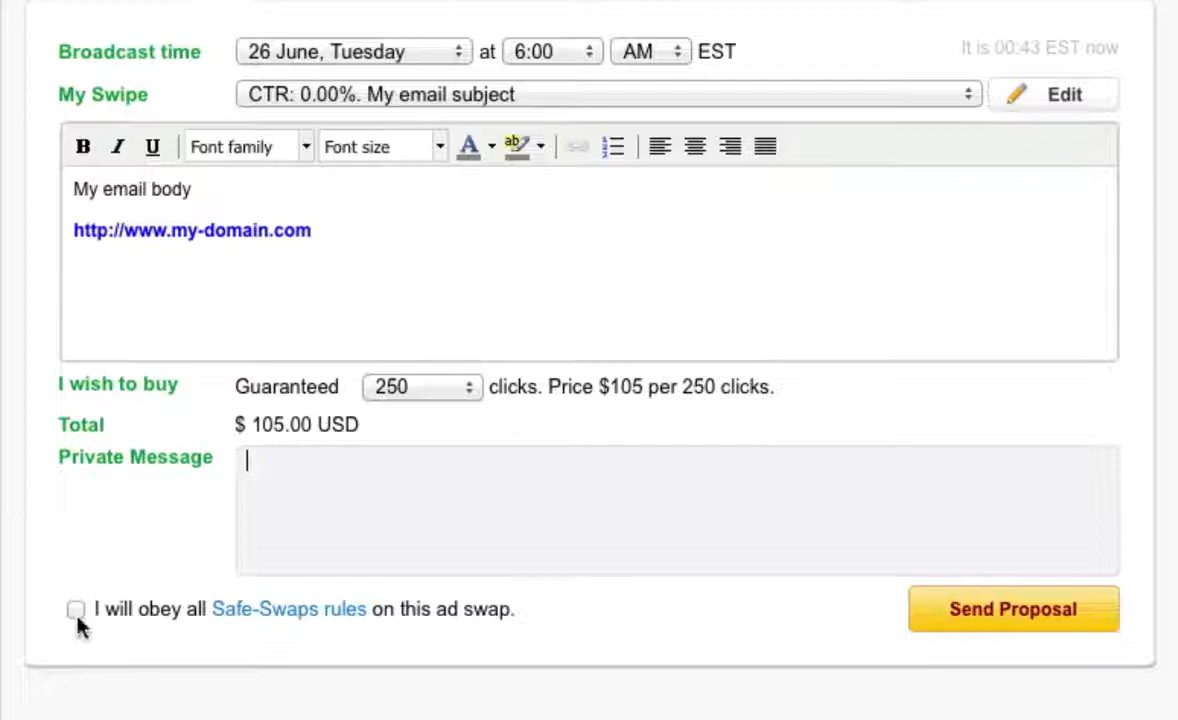 Broadcast time 26 June, Tuesday at 6:00 AM EST It is 00:43 EST now
My Swipe CTR: 0.00%. My email subject Edit
B I U Font family Font size A ab
My email body
http://www.my-domain.com
I wish to buy Guaranteed 250 clicks. Price $105 per 250 clicks.
Total $ 105.00 USD
Private Message
I will obey all Safe-Swaps rules on this ad swap. Send Proposal